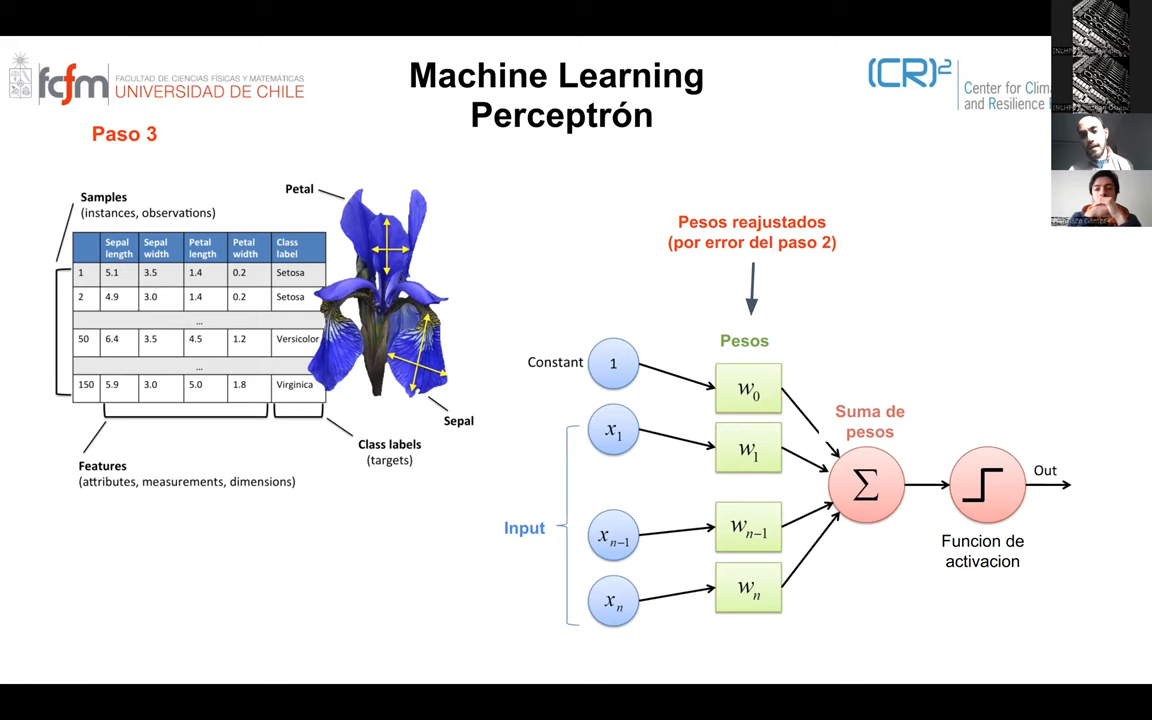 Machine Learning
Perceptrón
fcfm
FACULTAD DE CIENCIAS FÍSICAS Y MATEMÁTICAS
UNIVERSIDAD DE CHILE
(CR)2
Center for Clim
and Resilience
Paso 3
Samples
(instances, observations)
Petal
Sepal length Sepal width Petal length Petal width Class label
1 5.1 3.5 1.4 0.2 Setosa
2 4.9 3.0 1.4 0.2 Setosa
...
50 6.4 3.5 4.5 1.2 Versicolor
...
150 5.9 3.0 5.0 1.8 Virginica
Sepal
Features
(attributes, measurements, dimensions)
Class labels
(targets)
Pesos reajustados
(por error del paso 2)
Pesos
Constant 1 w0
x1 w1
Input
xn−1 wn−1
xn wn
Suma de
pesos
Σ
Out
Funcion de
activacion